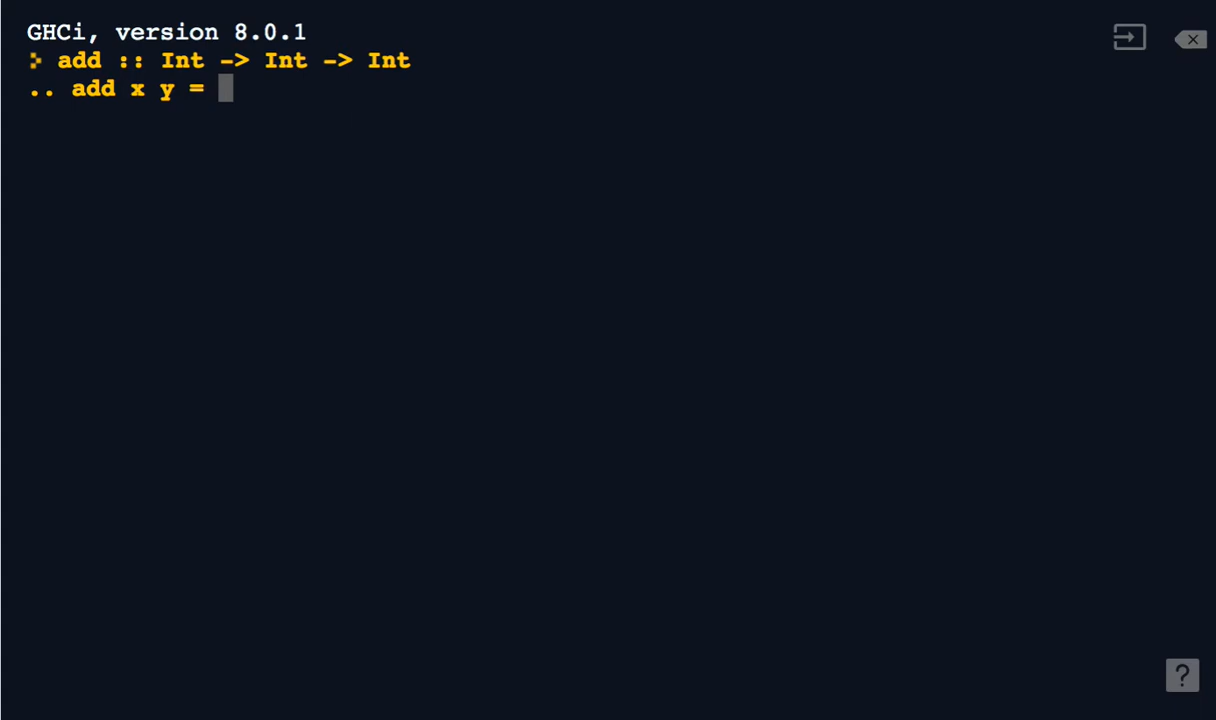 GHCi, version 8.0.1
> add :: Int -> Int -> Int
.. add x y =
?